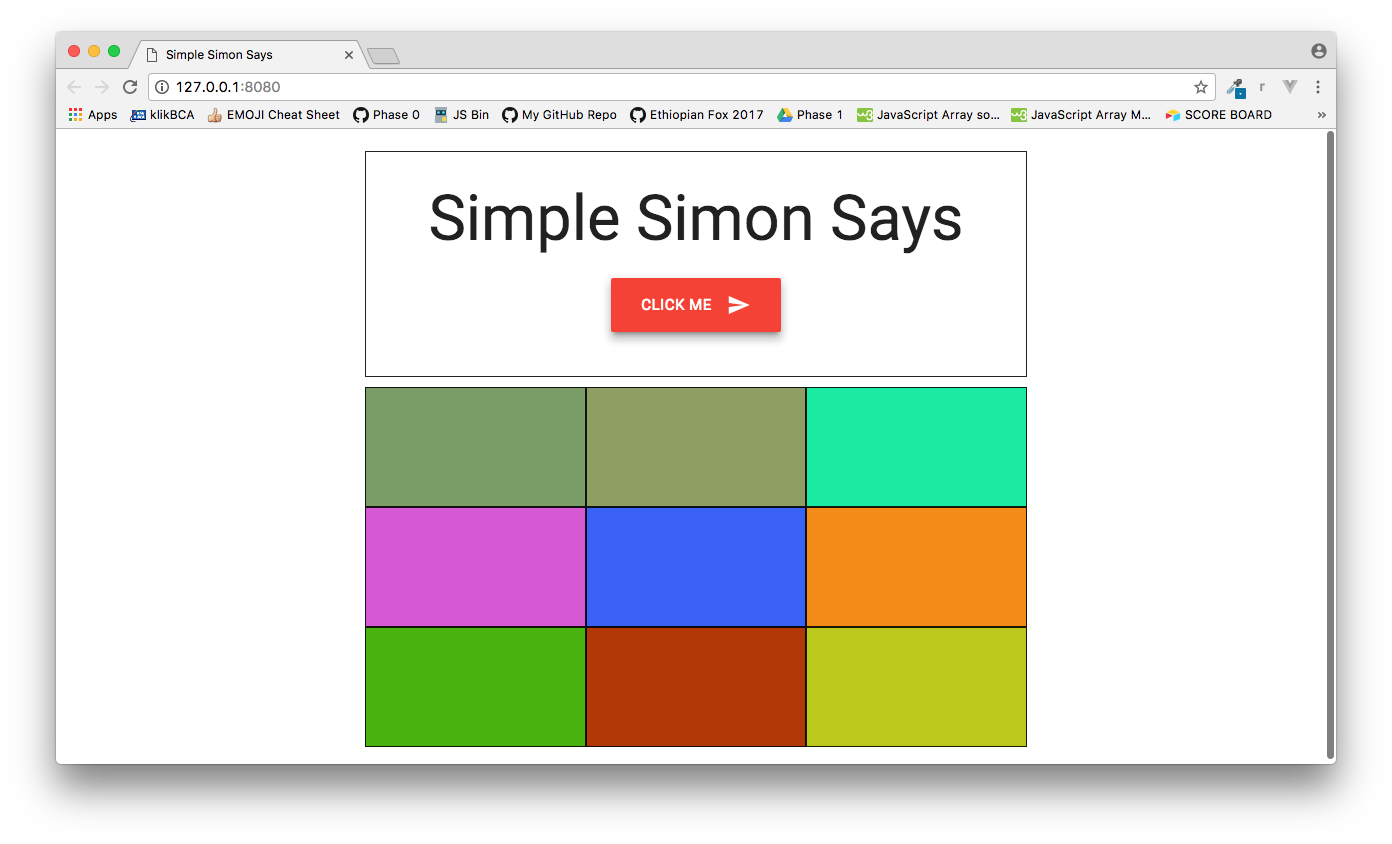 Simple Simon Says
127.0.0.1:8080
Apps klikBCA EMOJI Cheat Sheet Phase 0 JS Bin My GitHub Repo Ethiopian Fox 2017 Phase 1 JavaScript Array so... JavaScript Array M... SCORE BOARD »
Simple Simon Says
CLICK ME